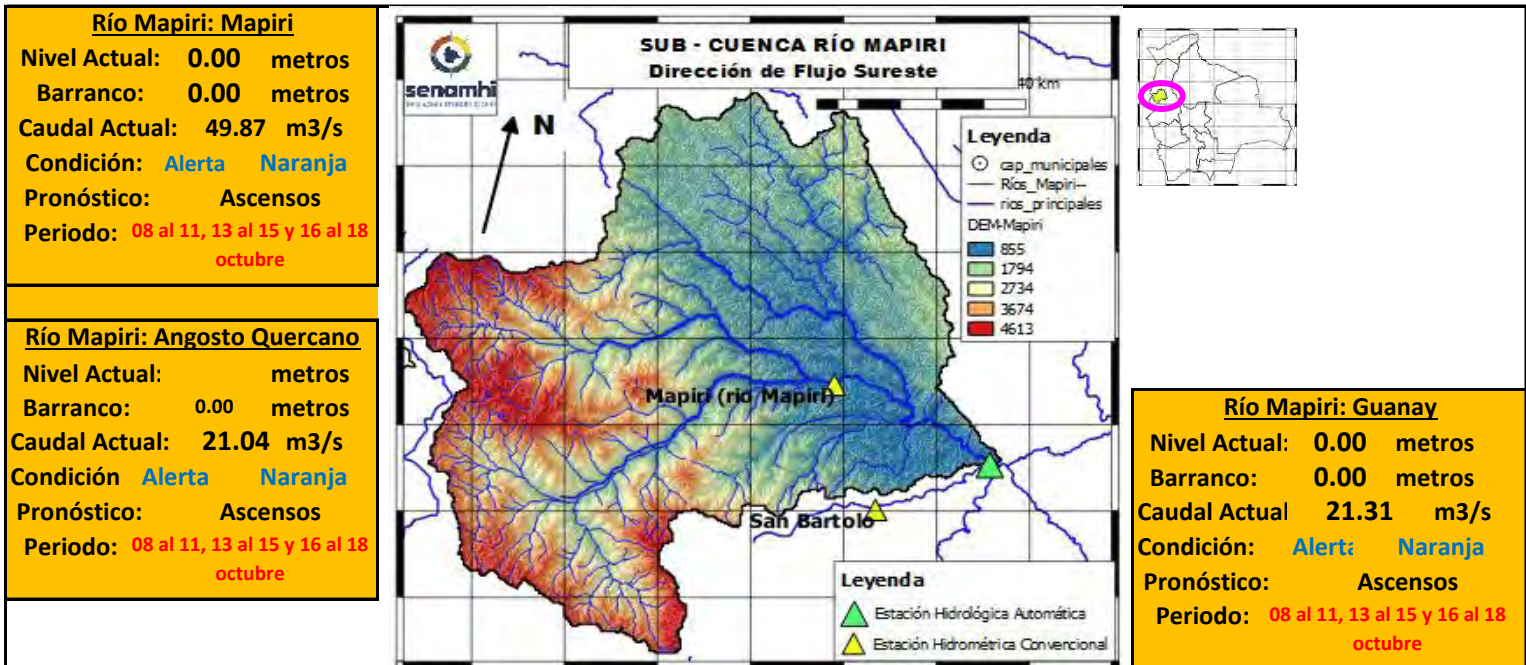 Río Mapiri: Mapiri
Nivel Actual: 0.00 metros
Barranco: 0.00 metros
Caudal Actual: 49.87 m3/s
Condición: Alerta Naranja
Pronóstico: Ascensos
Periodo: 08 al 11, 13 al 15 y 16 al 18
octubre
Río Mapiri: Angosto Quercano
Nivel Actual: metros
Barranco: 0.00 metros
Caudal Actual: 21.04 m3/s
Condición Alerta Naranja
Pronóstico: Ascensos
Periodo: 08 al 11, 13 al 15 y 16 al 18
octubre
senamhi
SUB - CUENCA RÍO MAPIRI
Dirección de Flujo Sureste
40 km
N
Leyenda
cap_municipales
Ríos_Mapiri--
rios_principales
DEM-Mapiri
855
1794
2734
3674
4613
Mapiri (rio Mapiri)
San Bartolo
Leyenda
Estación Hidrológica Automática
Estación Hidrométrica Convencional
Río Mapiri: Guanay
Nivel Actual: 0.00 metros
Barranco: 0.00 metros
Caudal Actual 21.31 m3/s
Condición: Alerta Naranja
Pronóstico: Ascensos
Periodo: 08 al 11, 13 al 15 y 16 al 18
octubre